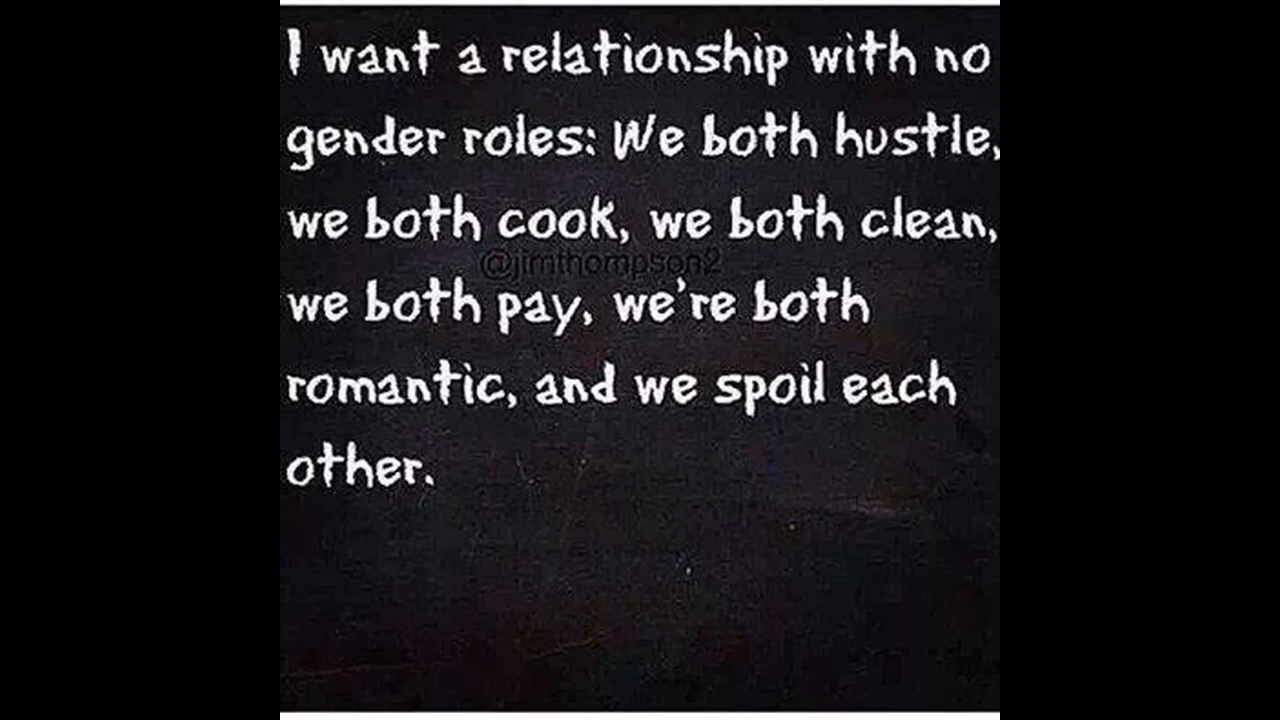 I want a relationship with no
gender roles: We both hustle,
we both cook, we both clean,
@jimthompson2
we both pay, we're both
romantic, and we spoil each
other.